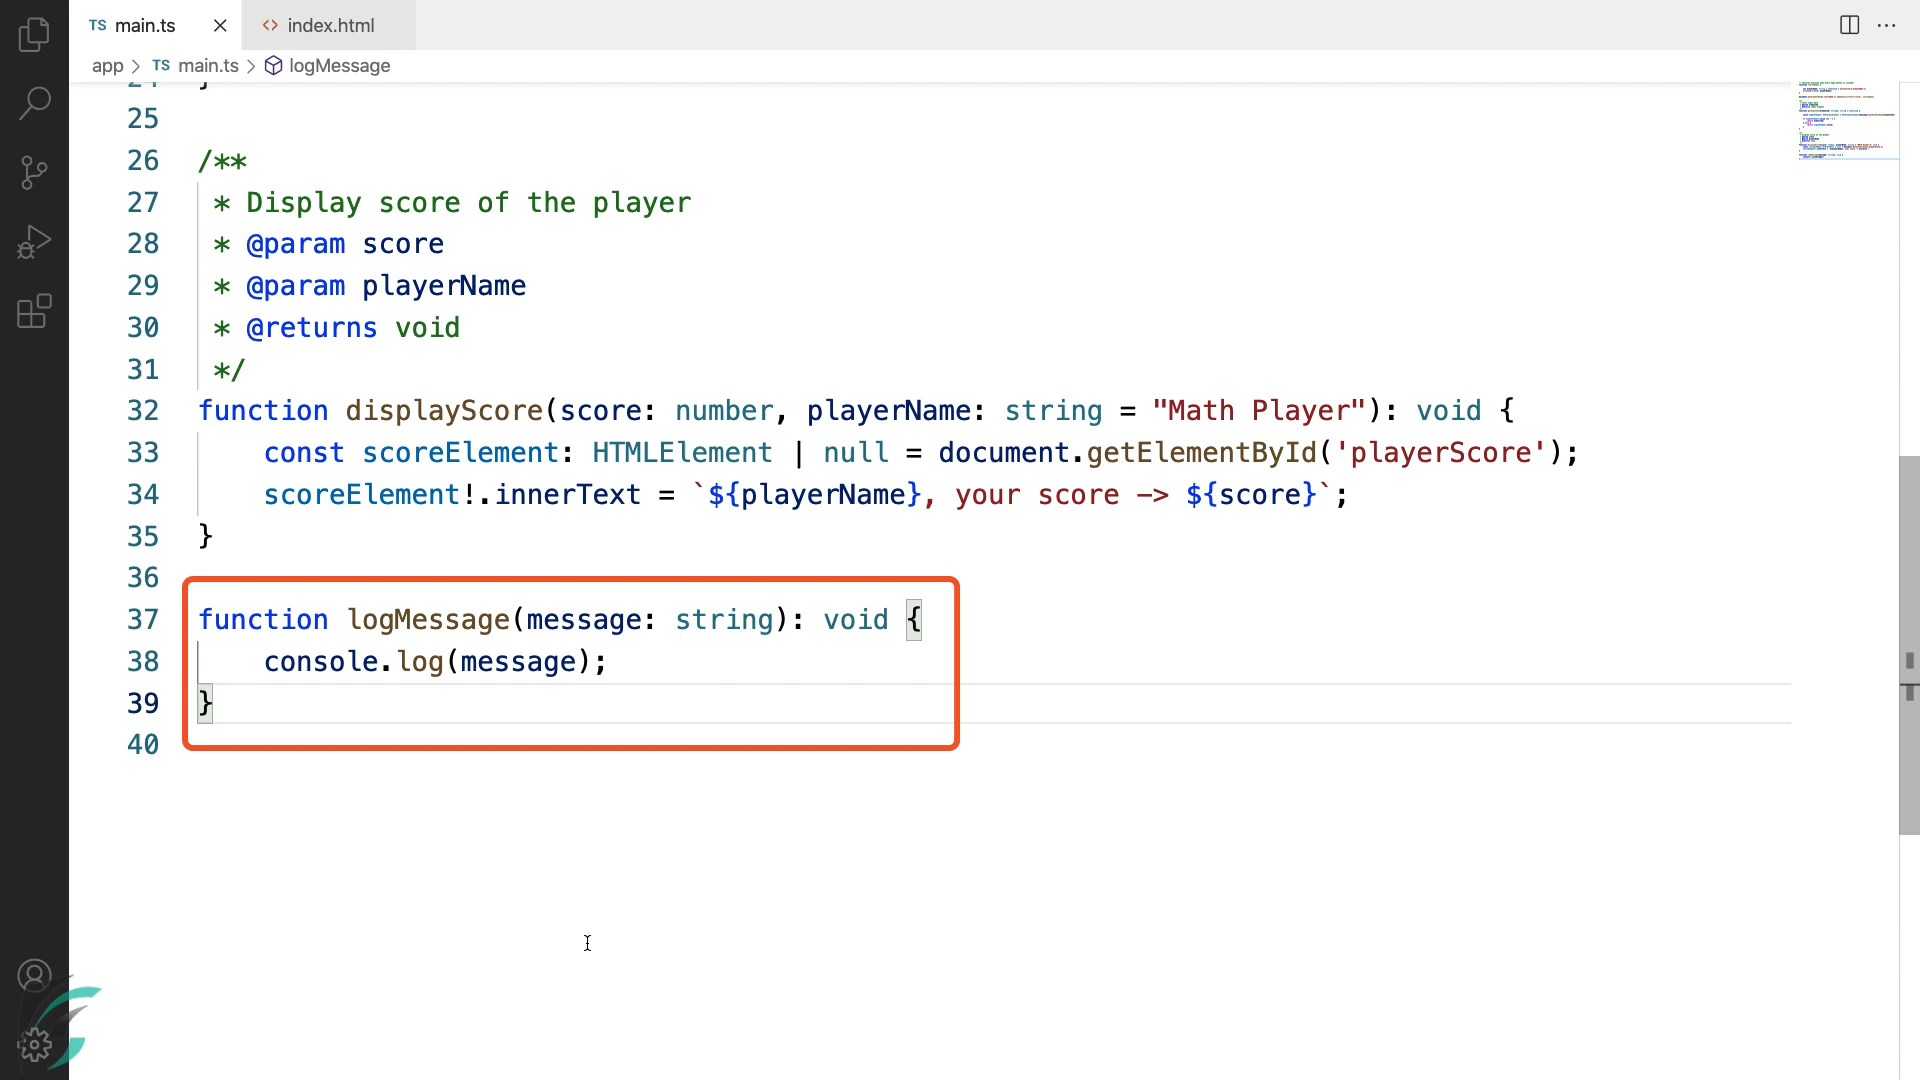 TS main.ts
<> index.html
app > TS main.ts > logMessage
24 }
25
26 /**
27 * Display score of the player
28 * @param score
29 * @param playerName
30 * @returns void
31 */
32 function displayScore(score: number, playerName: string = "Math Player"): void {
33 const scoreElement: HTMLElement | null = document.getElementById('playerScore');
34 scoreElement!.innerText = `${playerName}, your score -> ${score}`;
35 }
36
37 function logMessage(message: string): void {
38 console.log(message);
39 }
40